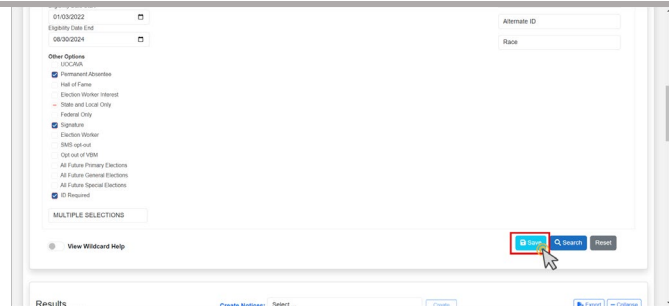 01/03/2022
Eligibility Date End
08/30/2024
Alternate ID
Race
Other Options
UOCAVA
Permanent Absentee
Hall of Fame
Election Worker Interest
State and Local Only
Federal Only
Signature
Election Worker
SMS opt-out
Opt out of VBM
All Future Primary Elections
All Future General Elections
All Future Special Elections
ID Required
MULTIPLE SELECTIONS
View Wildcard Help
Save Search Reset
Results Create Notices: Select Create Export Collapse